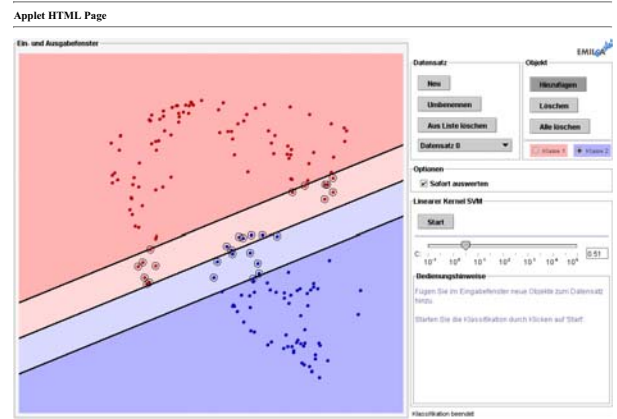 Applet HTML Page
Ein- und Ausgabefenster
EMILeA
Datensatz
Objekt
Neu
Hinzufügen
Umbenennen
Löschen
Aus Liste löschen
Alle löschen
Datensatz 8
Klasse 1
Klasse 2
Optionen
Sofort auswerten
Linearer Kernel SVM
Start
C:
0.51
Bedienungshinweise
Fügen Sie im Eingabefenster neue Objekte zum Datensatz
hinzu.
Starten Sie die Klassifikation durch Klicken auf 'Start'.
Klassifikation beendet